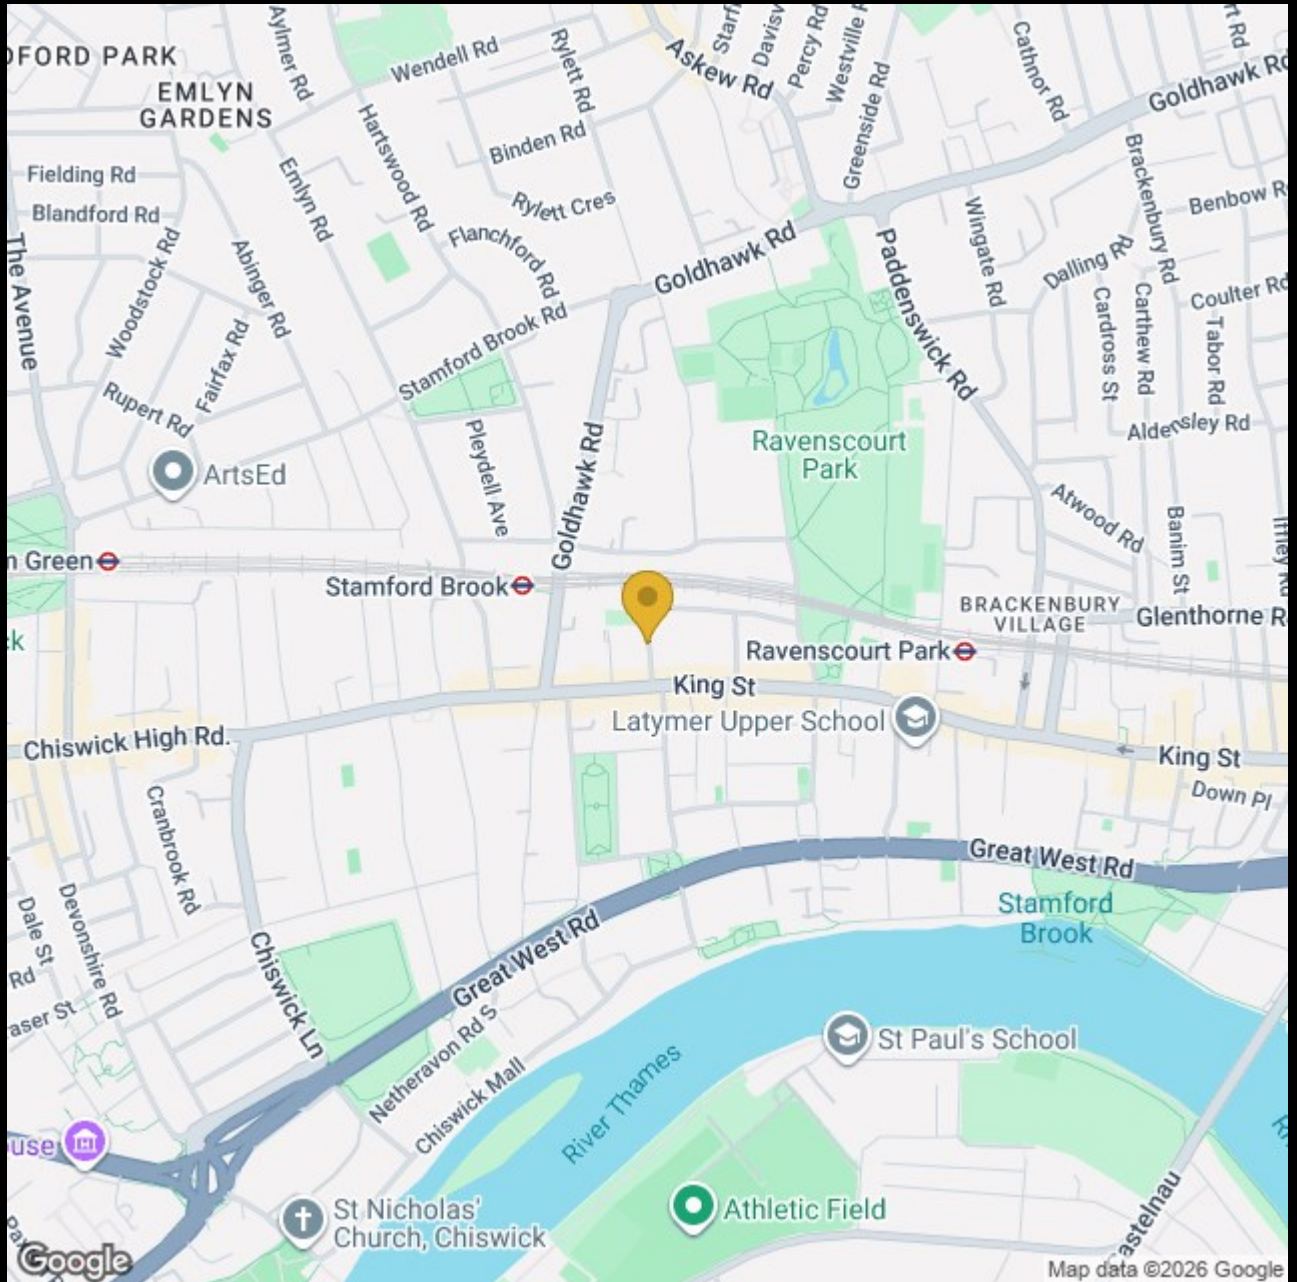 DFORD PARK
EMLYN
GARDENS
Aylmer Rd
Wendell Rd
Rylett Rd
Askew Rd
Percy Rd
Westville
Greenside Rd
Cathnor Rd
Goldhawk Rd
Hartswood Rd
Binden Rd
Rylett Cres
Fielding Rd
Blandford Rd
Emlyn Rd
Flanchford Rd
Goldhawk Rd
Wingate Rd
Brackenbury Rd
Benbow R
Dalling Rd
Coulter Rd
The Avenue
Woodstock Rd
Abinger Rd
Fairfax Rd
Rupert Rd
Stamford Brook Rd
Paddenswick Rd
Cardross St
Carthew Rd
Tabor Rd
Aldensley Rd
ArtsEd
Pleydell Ave
Goldhawk Rd
Ravenscourt
Park
Atwood Rd
Banim St
Iffley Rd
n Green
Stamford Brook
BRACKENBURY
VILLAGE
Glenthorne R
Ravenscourt Park
King St
Latymer Upper School
Chiswick High Rd.
King St
Down Pl
Cranbrook Rd
Great West Rd
Dale St
Devonshire Rd
Rd
aser St
Chiswick Ln
Great West Rd
Stamford
Brook
Netheravon Rd S
Chiswick Mall
River Thames
St Paul's School
Castelnau
use
St Nicholas'
Church, Chiswick
Athletic Field
Google
Map data ©2026 Google